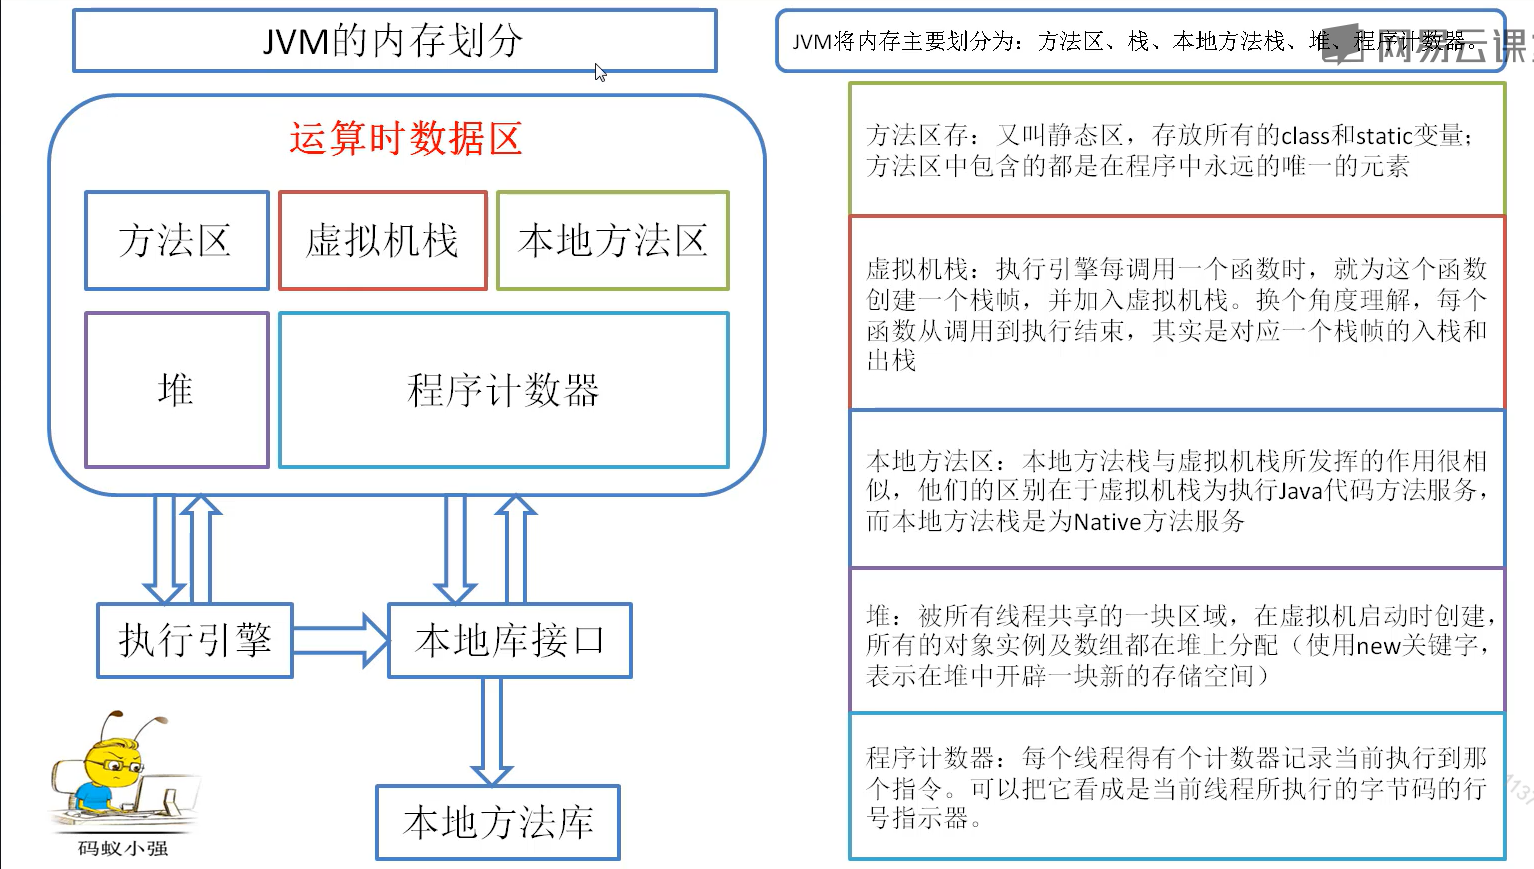 JVM的内存划分
JVM将内存主要划分为：方法区、栈、本地方法栈、堆、程序计数器。
网易云课
运算时数据区
方法区
虚拟机栈
本地方法区
堆
程序计数器
执行引擎
本地库接口
本地方法库
码蚁小强
方法区存：又叫静态区，存放所有的class和static变量；
方法区中包含的都是在程序中永远的唯一的元素
虚拟机栈：执行引擎每调用一个函数时，就为这个函数
创建一个栈帧，并加入虚拟机栈。换个角度理解，每个
函数从调用到执行结束，其实是对应一个栈帧的入栈和
出栈
本地方法区：本地方法栈与虚拟机栈所发挥的作用很相
似，他们的区别在于虚拟机栈为执行Java代码方法服务，
而本地方法栈是为Native方法服务
堆：被所有线程共享的一块区域，在虚拟机启动时创建，
所有的对象实例及数组都在堆上分配（使用new关键字，
表示在堆中开辟一块新的存储空间）
程序计数器：每个线程得有个计数器记录当前执行到那
个指令。可以把它看成是当前线程所执行的字节码的行
号指示器。